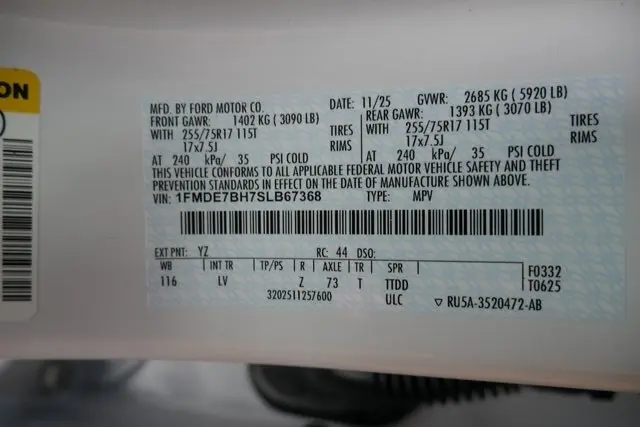 ON
MFD. BY FORD MOTOR CO. DATE: 11/25 GVWR: 2685 KG ( 5920 LB)
FRONT GAWR: 1402 KG ( 3090 LB) REAR GAWR: 1393 KG ( 3070 LB)
WITH 255/75R17 115T TIRES WITH 255/75R17 115T TIRES
17x7.5J RIMS 17x7.5J RIMS
AT 240 kPa/ 35 PSI COLD AT 240 kPa/ 35 PSI COLD
THIS VEHICLE CONFORMS TO ALL APPLICABLE FEDERAL MOTOR VEHICLE SAFETY AND THEFT
PREVENTION STANDARDS IN EFFECT ON THE DATE OF MANUFACTURE SHOWN ABOVE.
VIN: 1FMDE7BH7SLB67368 TYPE: MPV
EXT PNT: YZ RC: 44 DSO:
WB INT TR TP/PS R AXLE TR SPR F0332
116 LV Z 73 T TTDD T0625
3202511257600 ULC ▽ RU5A-3520472-AB